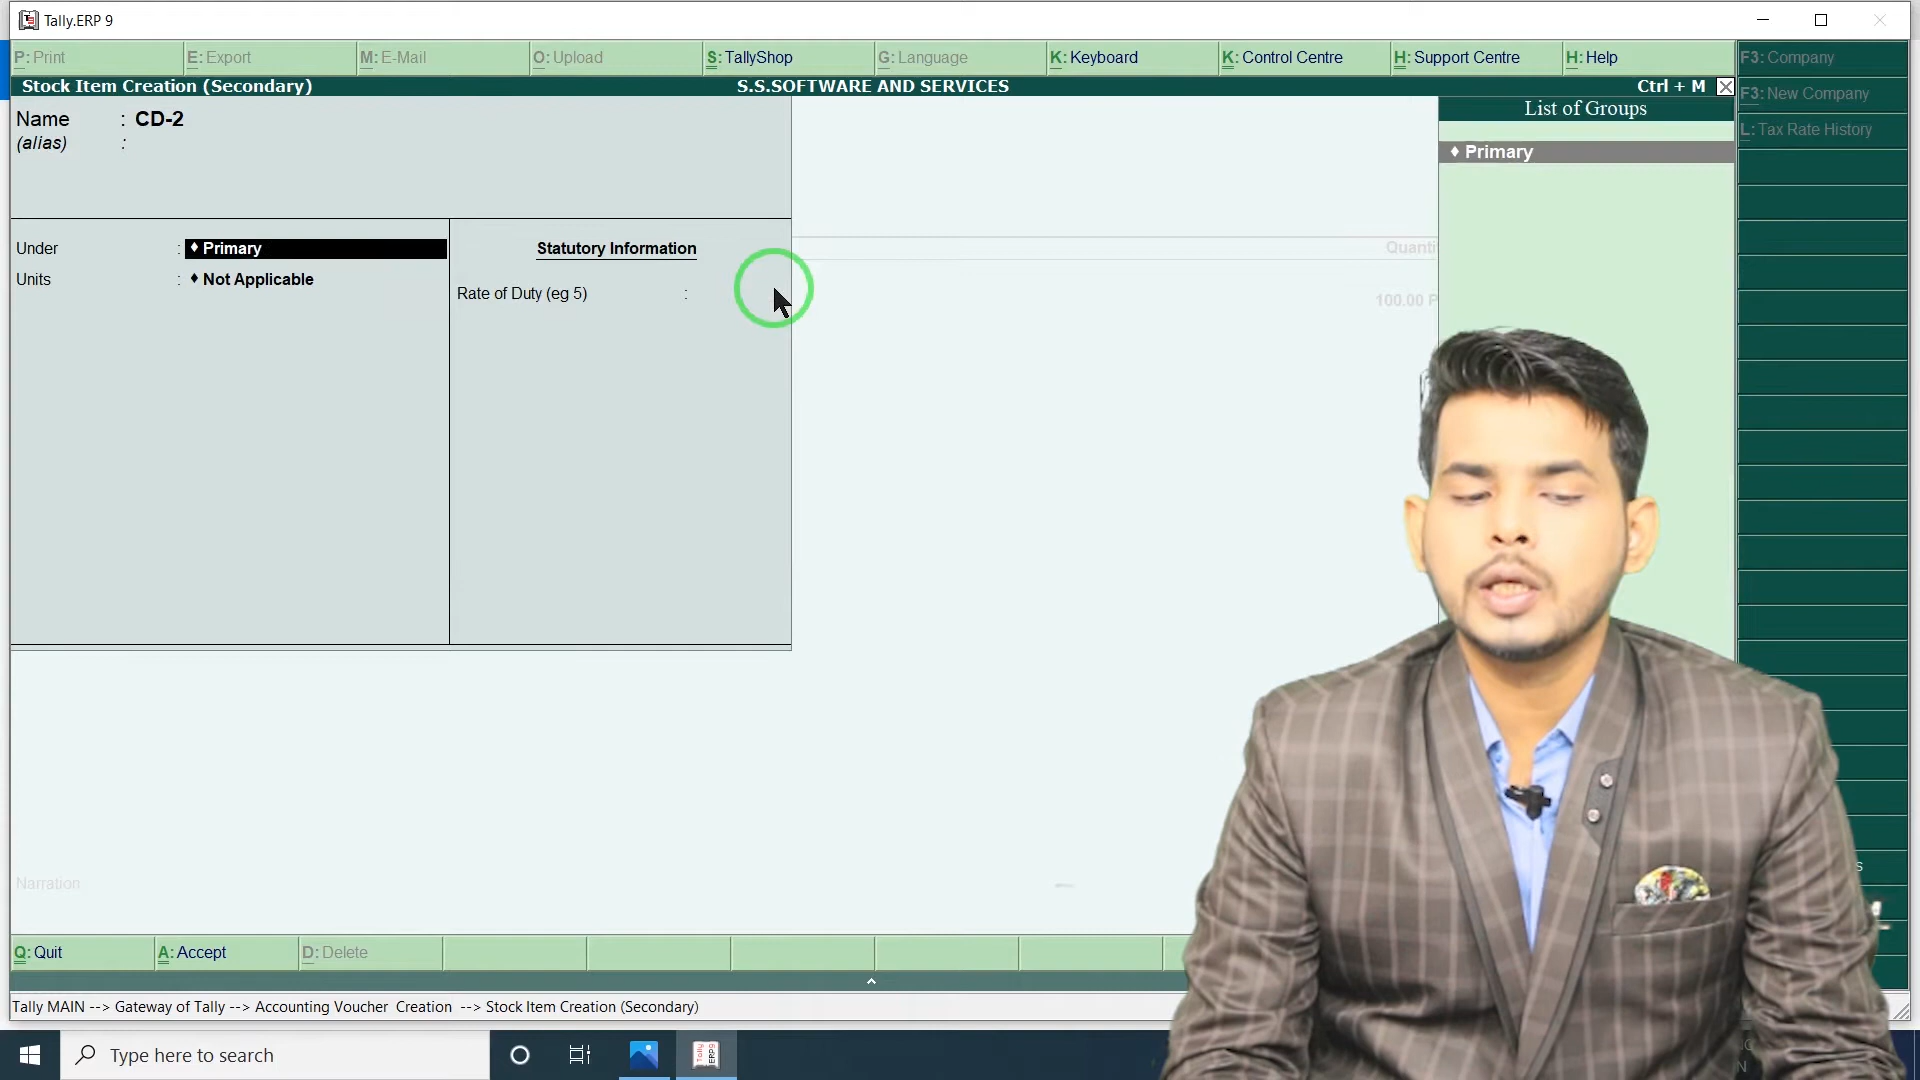 Tally.ERP 9
P: Print E: Export M: E-Mail O: Upload S: TallyShop G: Language K: Keyboard K: Control Centre H: Support Centre H: Help F3: Company
Stock Item Creation (Secondary) S.S.SOFTWARE AND SERVICES Ctrl + M
F3: New Company
List of Groups
Name : CD-2
(alias) :
L: Tax Rate History
♦ Primary
Under : ♦ Primary
Statutory Information
Units : ♦ Not Applicable
Rate of Duty (eg 5) :
100.00
Narration
Q: Quit A: Accept D: Delete
Tally MAIN --> Gateway of Tally --> Accounting Voucher Creation --> Stock Item Creation (Secondary)
Type here to search
Tally
ERP9